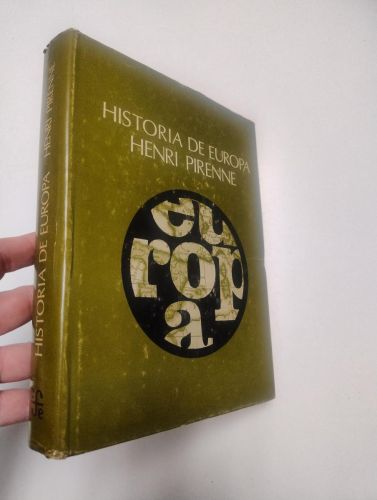 HISTORIA DE EUROPA
HENRI PIRENNE
eu
rop
a
HISTORIA DE EUROPA HENRI PIRENNE